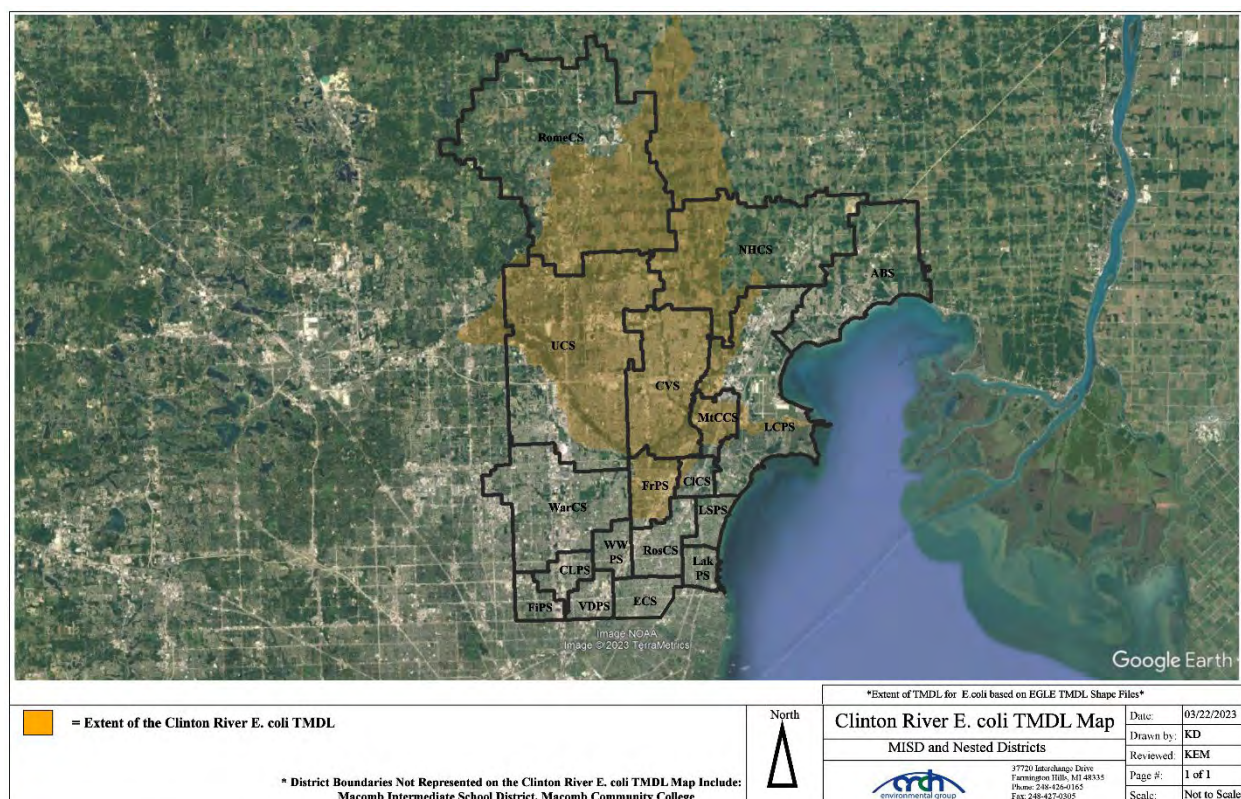 RomeCS
NHCS
ABS
UCS
CVS
MtCCS
LCPS
FrPS
ClCS
WarCS
LSPS
WW
PS
RosCS
CLPS
Lak
PS
FiPS
VDPS
ECS
Image NOAA
Image © 2023 TerraMetrics
Google Earth
*Extent of TMDL for E.coli based on EGLE TMDL Shape Files*
= Extent of the Clinton River E. coli TMDL
* District Boundaries Not Represented on the Clinton River E. coli TMDL Map Include:
Macomb Intermediate School District, Macomb Community College
North
Clinton River E. coli TMDL Map
MISD and Nested Districts
environmental group
37720 Interchange Drive
Farmington Hills, MI 48335
Phone: 248-426-0165
Fax: 248-427-0305
Date: 03/22/2023
Drawn by: KD
Reviewed: KEM
Page #: 1 of 1
Scale: Not to Scale